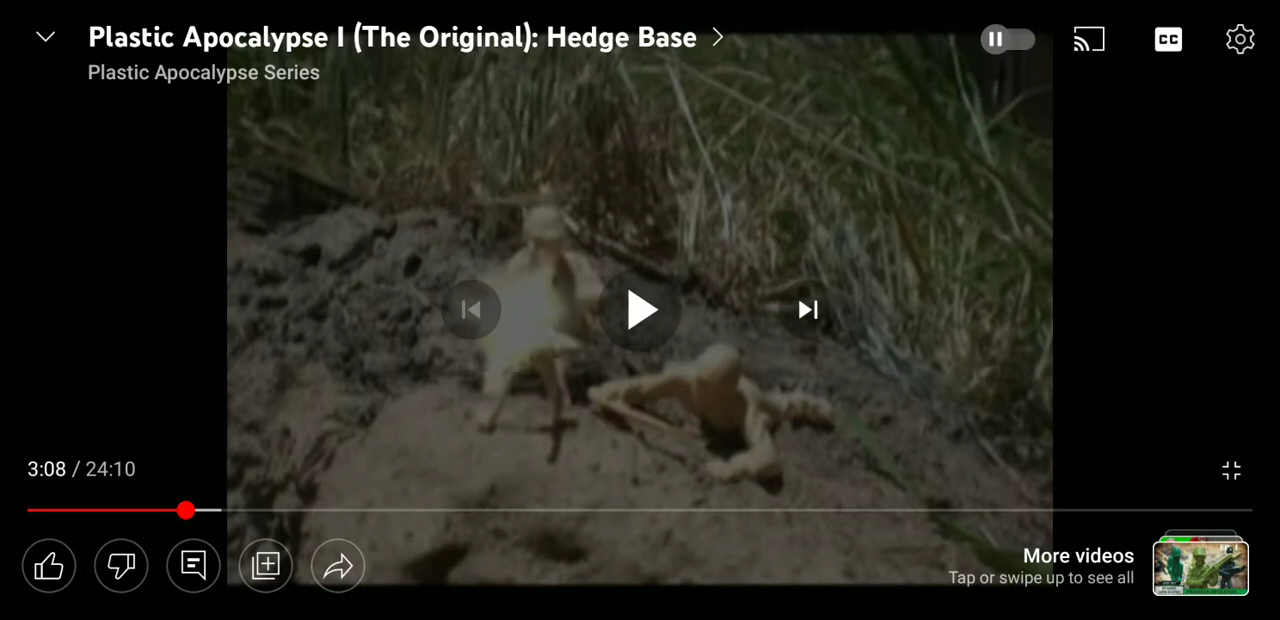 Plastic Apocalypse I (The Original): Hedge Base
Plastic Apocalypse Series
CC
3:08 / 24:10
More videos
Tap or swipe up to see all